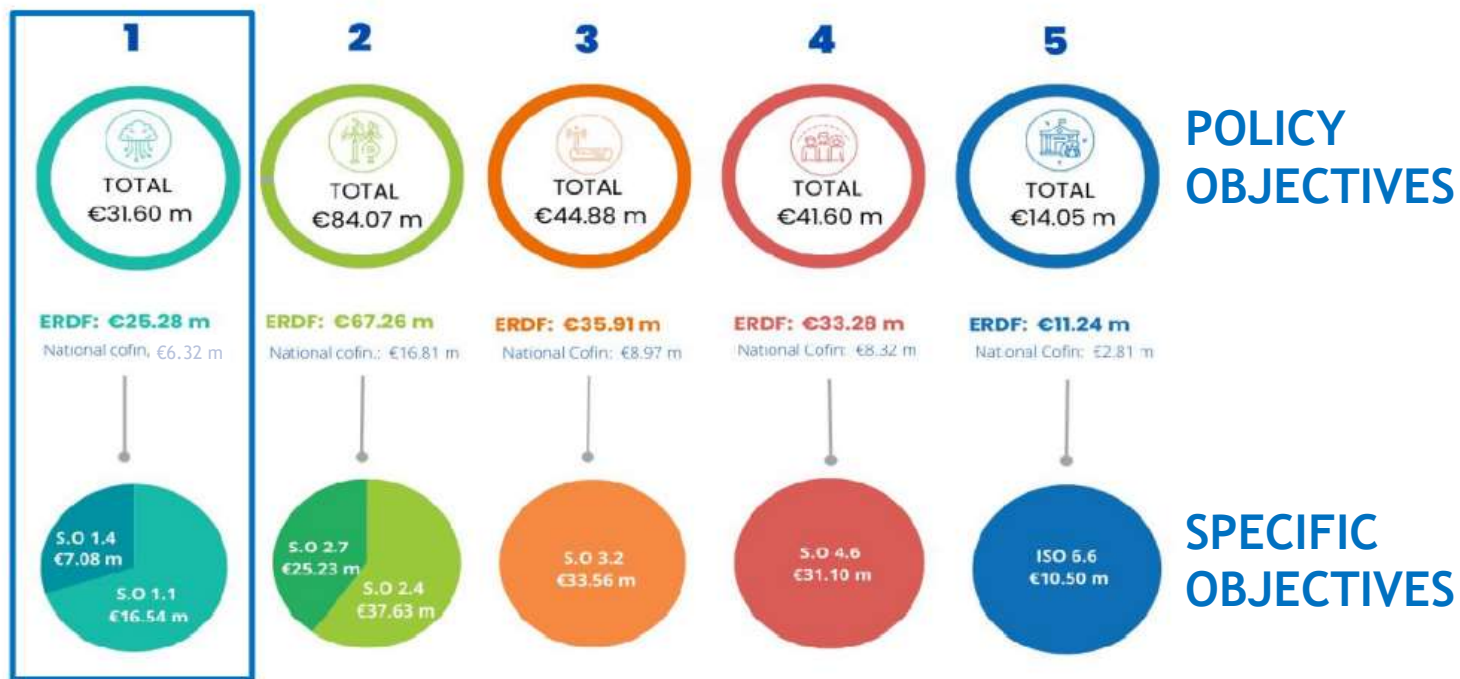 1
2
3
4
5
TOTAL
€31.60 m
TOTAL
€84.07 m
TOTAL
€44.88 m
TOTAL
€41.60 m
TOTAL
€14.05 m
POLICY
OBJECTIVES
ERDF: €25.28 m
National cofin, €6.32 m
ERDF: €67.26 m
National cofin.: €16.81 m
ERDF: €35.91 m
National Cofin: €8.97 m
ERDF: €33.28 m
National Cofin: €8.32 m
ERDF: €11.24 m
National Cofin: €2.81 m
S.O 1.4
€7.08 m
S.O 1.1
€16.54 m
S.O 2.7
€25.23 m
S.O 2.4
€37.63 m
S.O 3.2
€33.56 m
S.O 4.6
€31.10 m
ISO 6.6
€10.50 m
SPECIFIC
OBJECTIVES